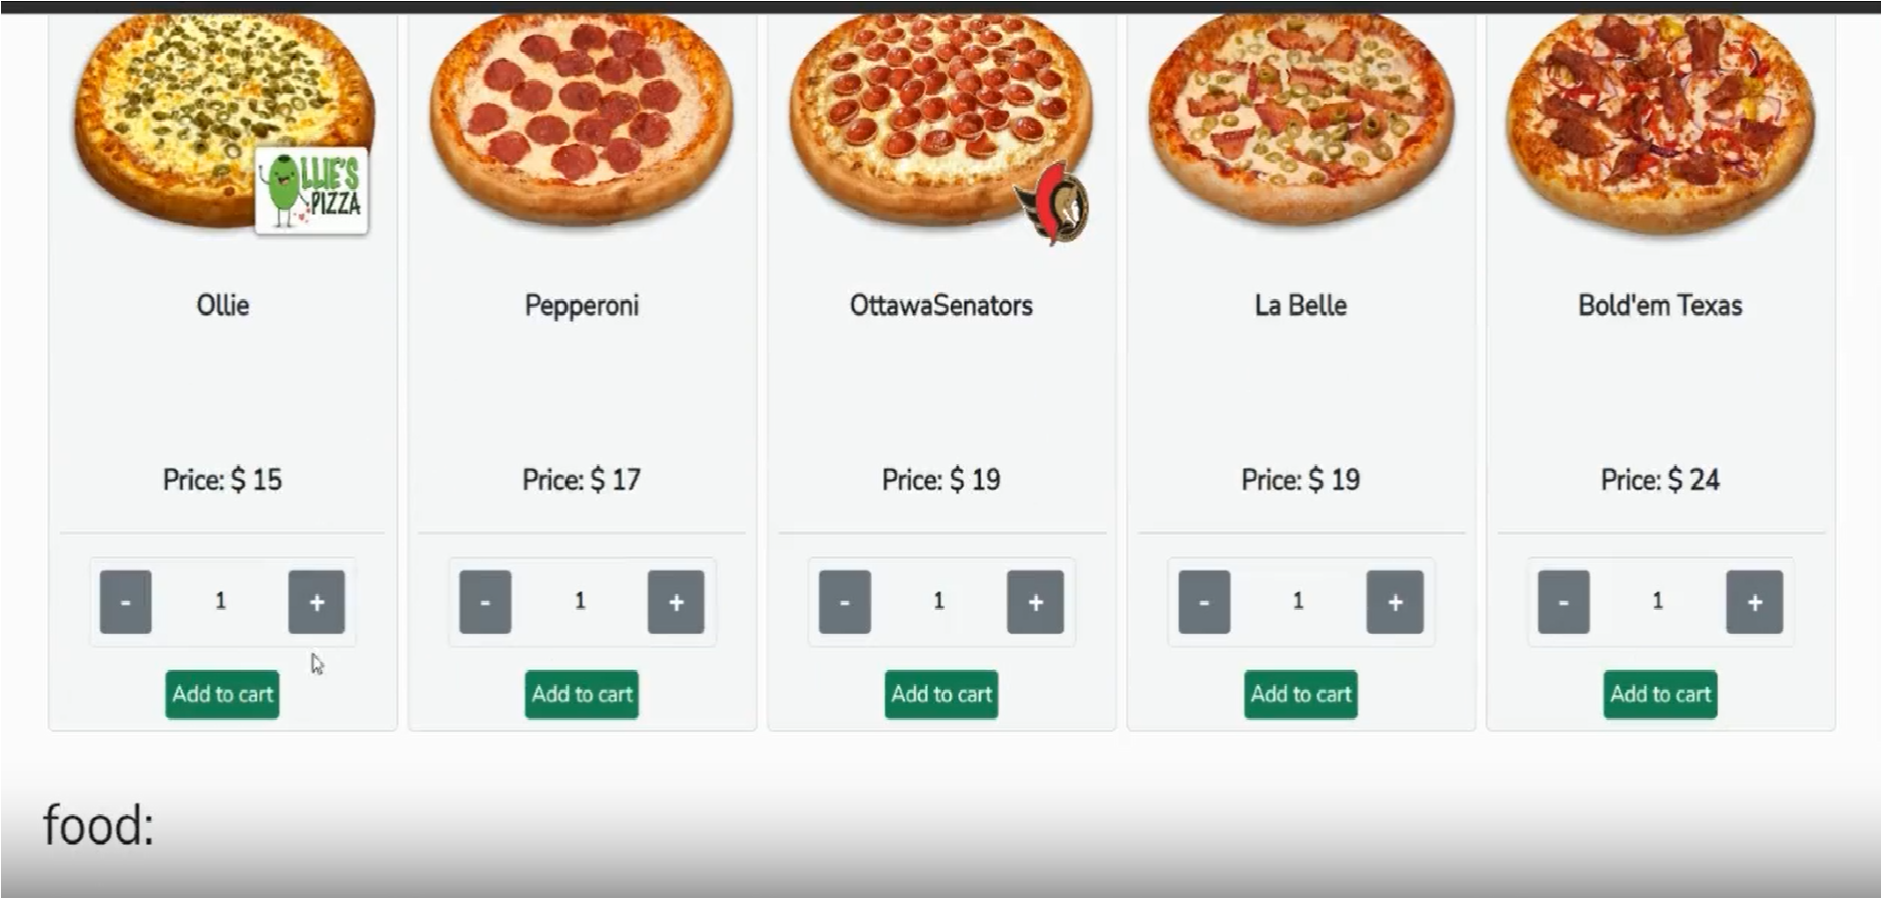 OLLIE'S
PIZZA
Ollie
Pepperoni
OttawaSenators
La Belle
Bold'em Texas
Price: $ 15
Price: $ 17
Price: $ 19
Price: $ 19
Price: $ 24
- 1 +
- 1 +
- 1 +
- 1 +
- 1 +
Add to cart
Add to cart
Add to cart
Add to cart
Add to cart
food: